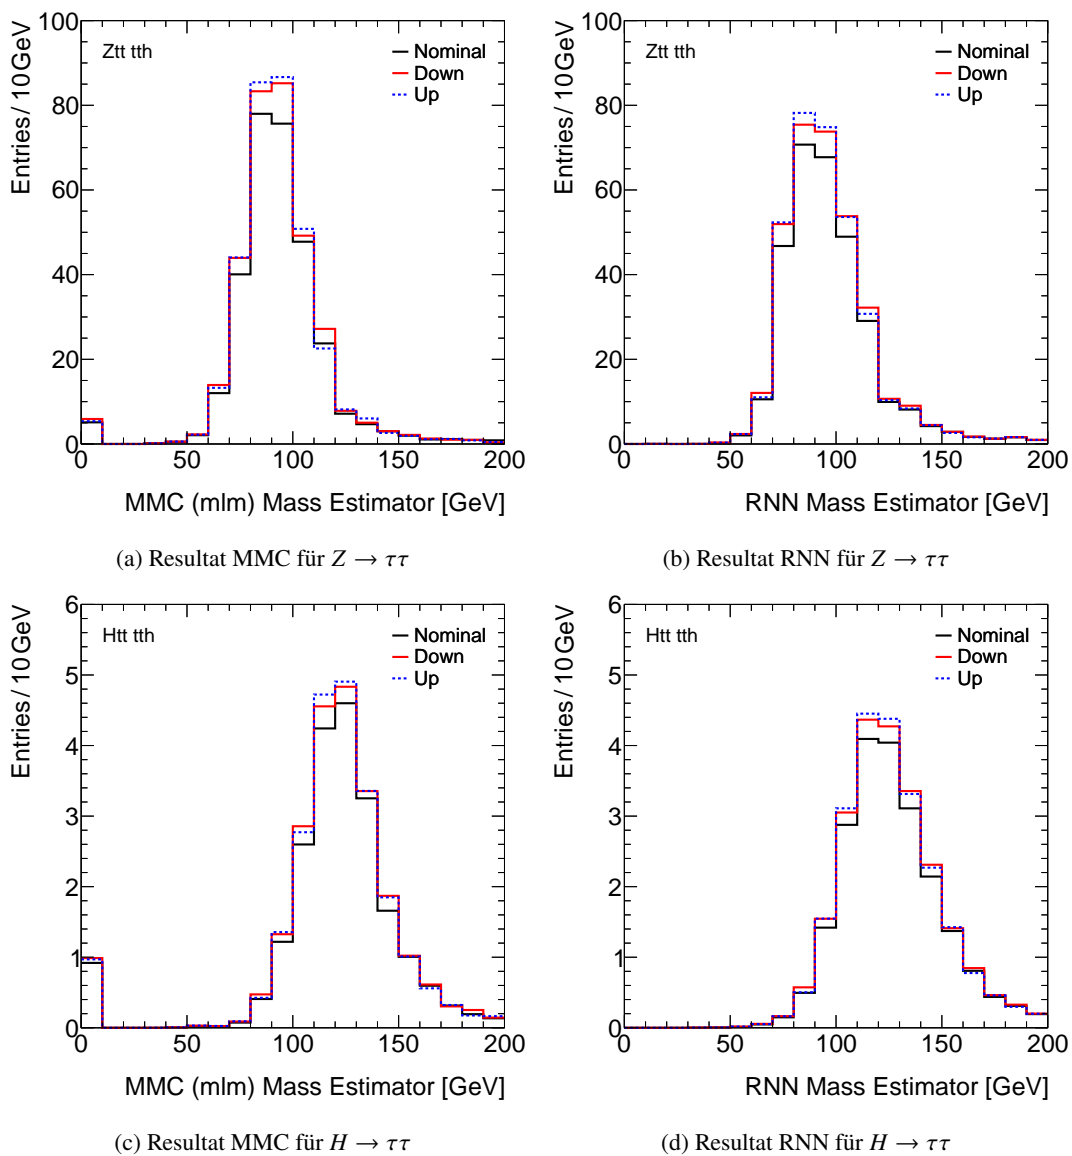 Entries / 10 GeV
100
80
60
40
20
0
Ztt tth
Nominal
Down
Up
0 50 100 150 200
MMC (mlm) Mass Estimator [GeV]
(a) Resultat MMC für Z → ττ
Entries / 10 GeV
100
80
60
40
20
0
Ztt tth
Nominal
Down
Up
0 50 100 150 200
RNN Mass Estimator [GeV]
(b) Resultat RNN für Z → ττ
Entries / 10 GeV
6
5
4
3
2
1
0
Htt tth
Nominal
Down
Up
0 50 100 150 200
MMC (mlm) Mass Estimator [GeV]
(c) Resultat MMC für H → ττ
Entries / 10 GeV
6
5
4
3
2
1
0
Htt tth
Nominal
Down
Up
0 50 100 150 200
RNN Mass Estimator [GeV]
(d) Resultat RNN für H → ττ